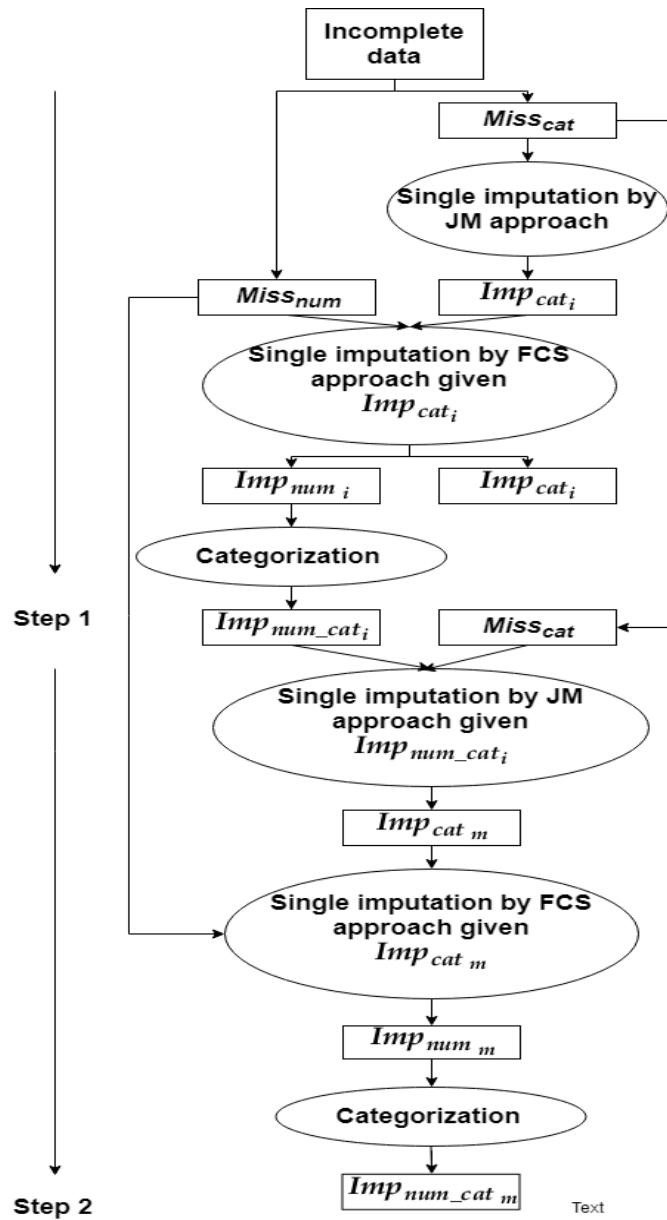 Incomplete
data
Miss_cat
Single imputation by
JM approach
Miss_num
Imp_cat_i
Single imputation by FCS
approach given
Imp_cat_i
Imp_num_i
Imp_cat_i
Categorization
Step 1
Imp_num_cat_i
Miss_cat
Single imputation by JM
approach given
Imp_num_cat_i
Imp_cat_m
Single imputation by FCS
approach given
Imp_cat_m
Imp_num_m
Categorization
Imp_num_cat_m
Step 2
Text